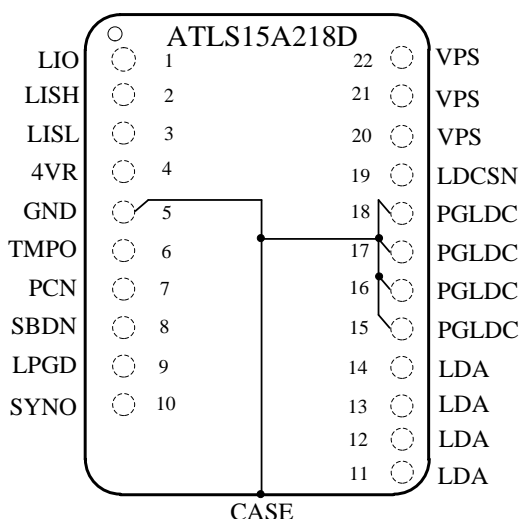 ATLS15A218D
LIO 1 22 VPS
LISH 2 21 VPS
LISL 3 20 VPS
4VR 4 19 LDCSN
GND 5 18 PGLDC
TMPO 6 17 PGLDC
PCN 7 16 PGLDC
SBDN 8 15 PGLDC
LPGD 9 14 LDA
SYNO 10 13 LDA
12 LDA
11 LDA
CASE